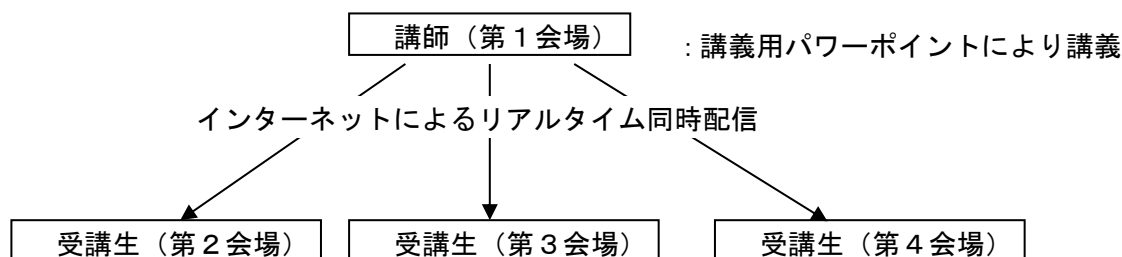 講師（第１会場）
：講義用パワーポイントにより講義
インターネットによるリアルタイム同時配信
受講生（第２会場）
受講生（第３会場）
受講生（第４会場）